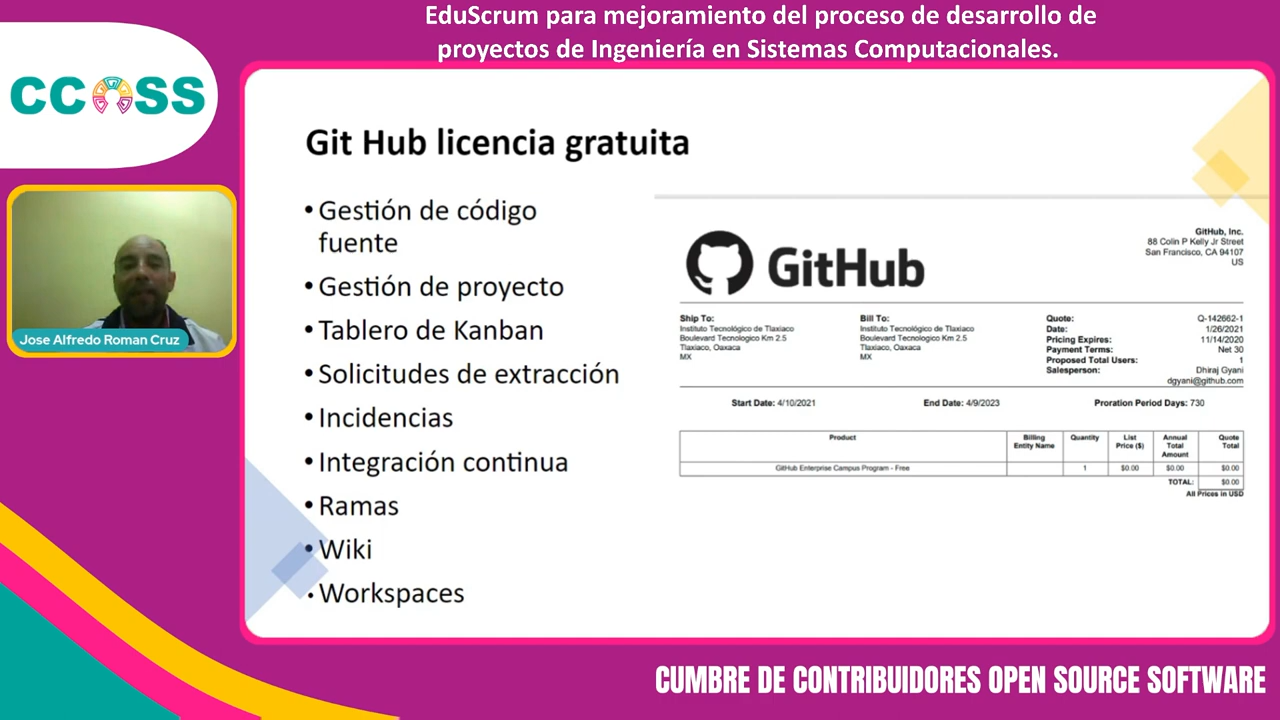 EduScrum para mejoramiento del proceso de desarrollo de
proyectos de Ingeniería en Sistemas Computacionales.
CCOSS
Jose Alfredo Roman Cruz
Git Hub licencia gratuita
• Gestión de código
fuente
• Gestión de proyecto
• Tablero de Kanban
• Solicitudes de extracción
• Incidencias
• Integración continua
• Ramas
• Wiki
• Workspaces
GitHub
GitHub, Inc.
88 Colin P Kelly Jr Street
San Francisco, CA 94107
US
Ship To:
Instituto Tecnológico de Tlaxiaco
Boulevard Tecnologico Km 2.5
Tlaxiaco, Oaxaca
MX
Bill To:
Instituto Tecnológico de Tlaxiaco
Boulevard Tecnologico Km 2.5
Tlaxiaco, Oaxaca
MX
Quote: Q-142662-1
Date: 1/26/2021
Pricing Expires: 11/14/2020
Payment Terms: Net 30
Proposed Total Users: 1
Salesperson: Dhiraj Gyani
dgyani@github.com
Start Date: 4/10/2021 End Date: 4/9/2023 Proration Period Days: 730
Product Billing Entity Name Quantity List Price ($) Annual Total Amount Quote Total
GitHub Enterprise Campus Program - Free 1 $0.00 $0.00 $0.00
TOTAL: $0.00
All Prices in USD
CUMBRE DE CONTRIBUIDORES OPEN SOURCE SOFTWARE